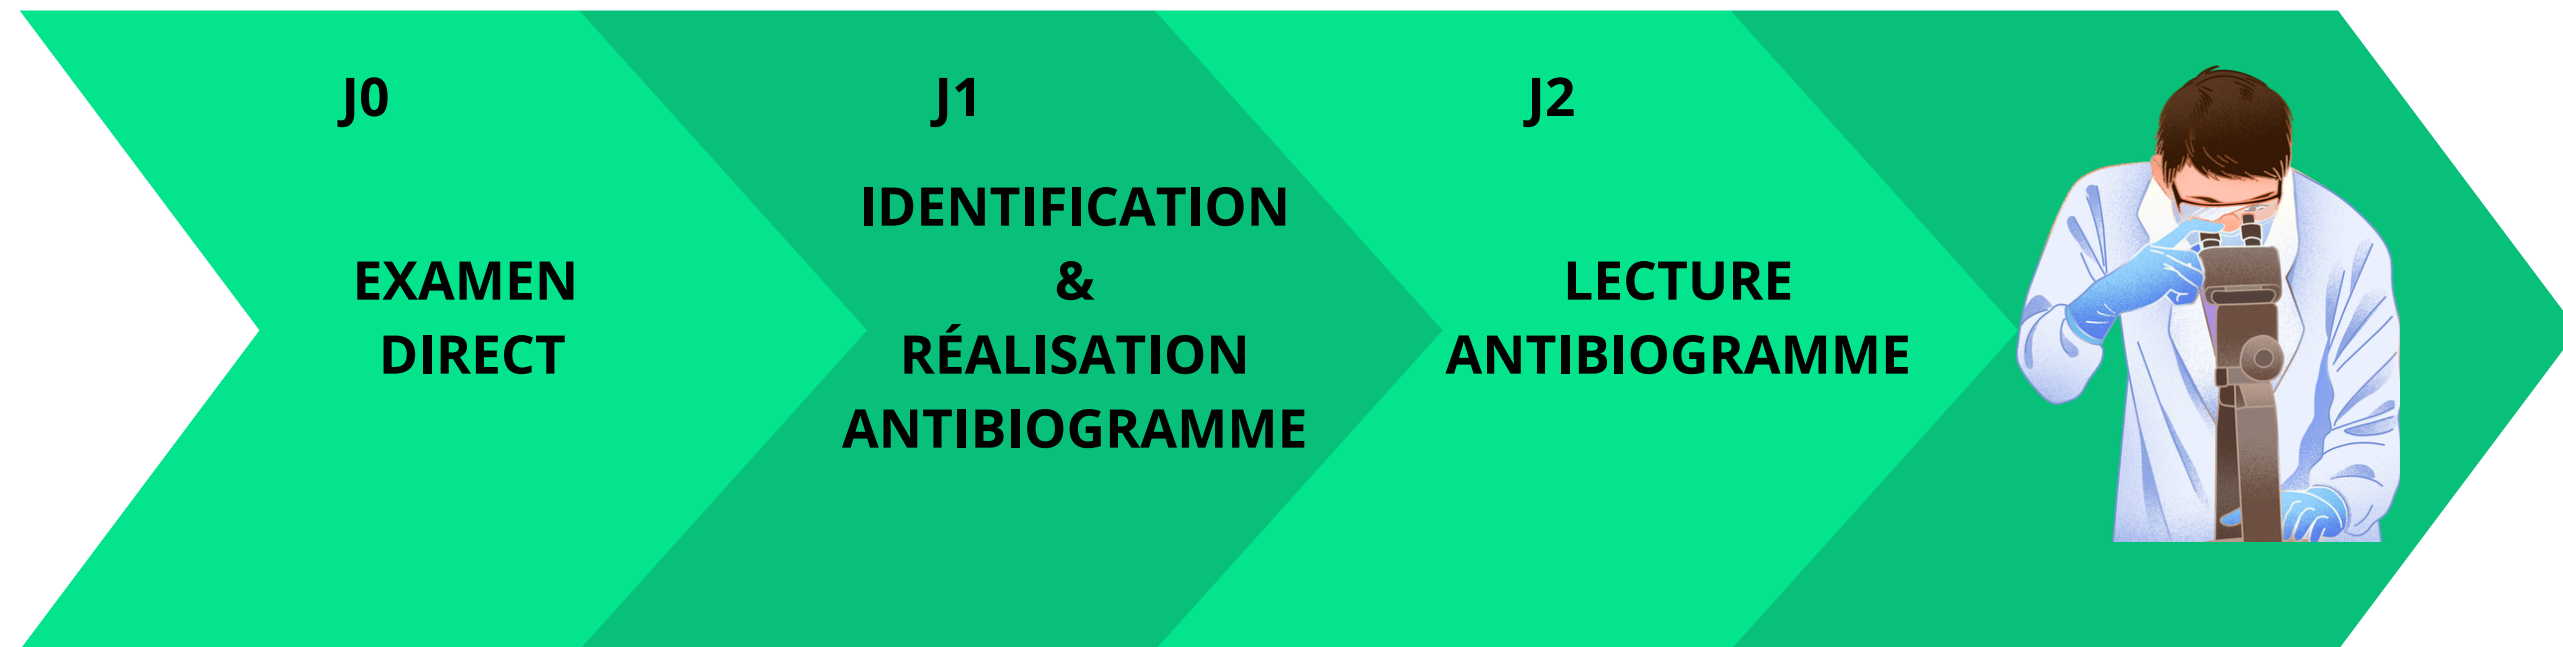 J0
EXAMEN
DIRECT
J1
IDENTIFICATION
&
RÉALISATION
ANTIBIOGRAMME
J2
LECTURE
ANTIBIOGRAMME